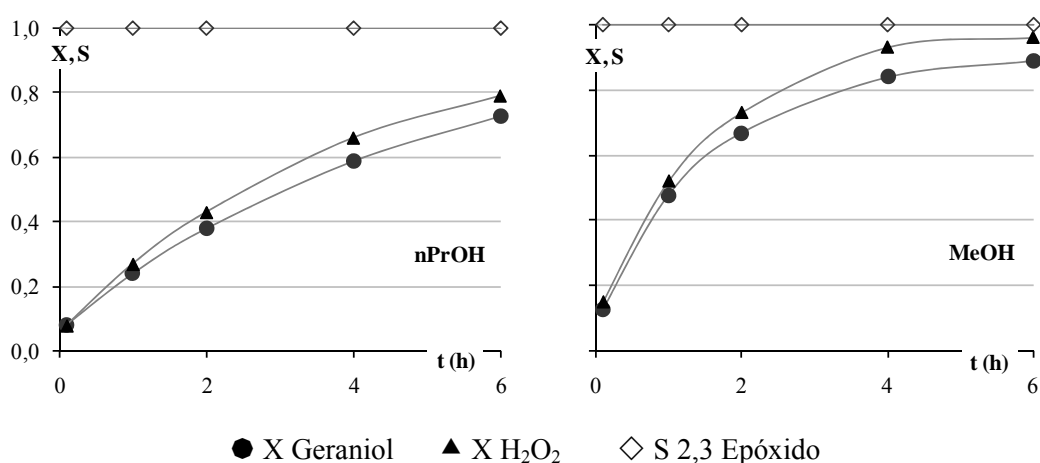 1,0
X, S
0,8
0,6
0,4
0,2
0,0
nPrOH
t (h)
0 2 4 6
X, S
MeOH
t (h)
0 2 4 6
X Geraniol X H₂O₂ S 2,3 Epóxido